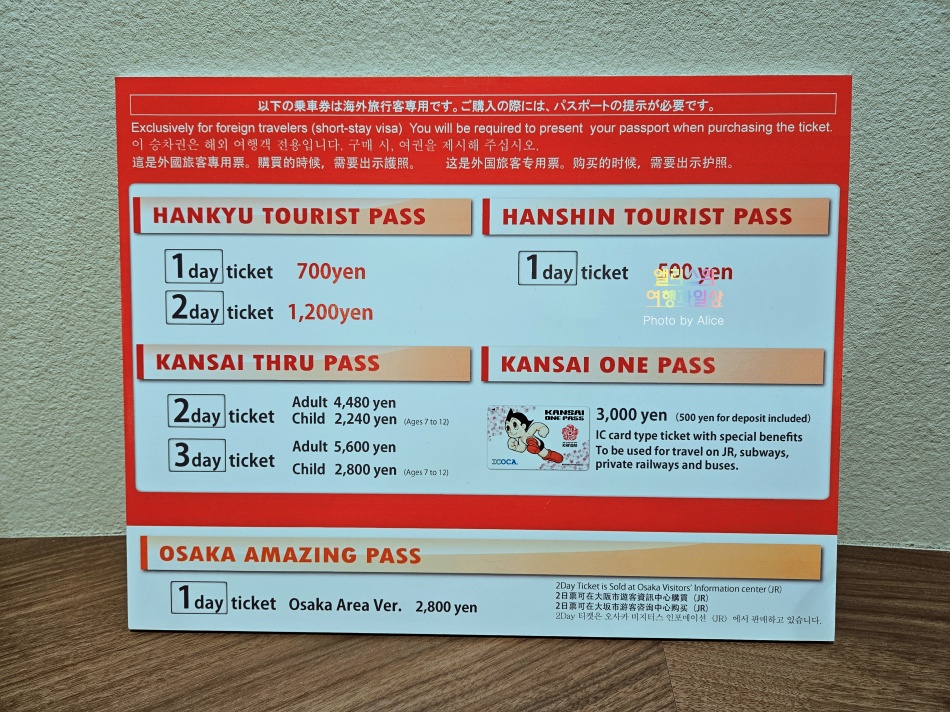 以下の乗車券は海外旅行客専用です。ご購入の際には、パスポートの提示が必要です。
Exclusively for foreign travelers (short-stay visa) You will be required to present your passport when purchasing the ticket.
이 승차권은 해외 여행객 전용입니다. 구매 시, 여권을 제시해 주십시오.
這是外國旅客專用票。購買的時候，需要出示護照。 这是外国旅客专用票。购买的时候，需要出示护照。
HANKYU TOURIST PASS
1day ticket 700yen
2day ticket 1,200yen
HANSHIN TOURIST PASS
1day ticket 500yen
앨리스의
여행과일상
Photo by Alice
KANSAI THRU PASS
2day ticket
Adult 4,480 yen
Child 2,240 yen (Ages 7 to 12)
3day ticket
Adult 5,600 yen
Child 2,800 yen (Ages 7 to 12)
KANSAI ONE PASS
KANSAI
ONE PASS
ICOCA
3,000 yen (500 yen for deposit included)
IC card type ticket with special benefits
To be used for travel on JR, subways,
private railways and buses.
OSAKA AMAZING PASS
1day ticket Osaka Area Ver. 2,800 yen
2Day Ticket is Sold at Osaka Visitors' Information center (JR)
2日票可在大阪市遊客資訊中心購買（JR）
2日票可在大坂市游客咨询中心购买（JR）
2Day 티켓은 오사카 비지터스 인포메이션（JR）에서 판매하고 있습니다.